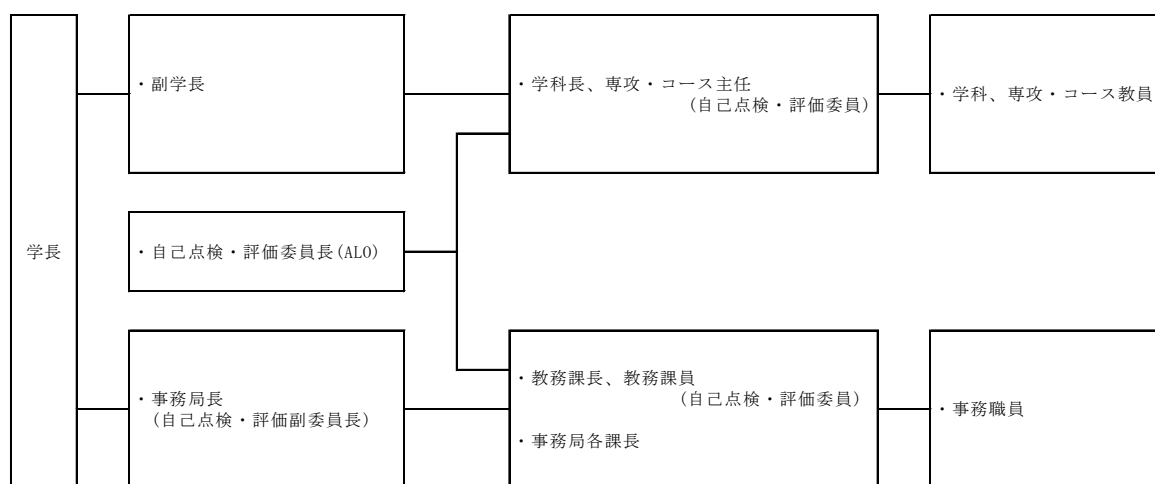 学長
・副学長
・学科長、専攻・コース主任
(自己点検・評価委員)
・学科、専攻・コース教員
・自己点検・評価委員長(ALO)
・事務局長
(自己点検・評価副委員長)
・教務課長、教務課員
(自己点検・評価委員)
・事務局各課長
・事務職員